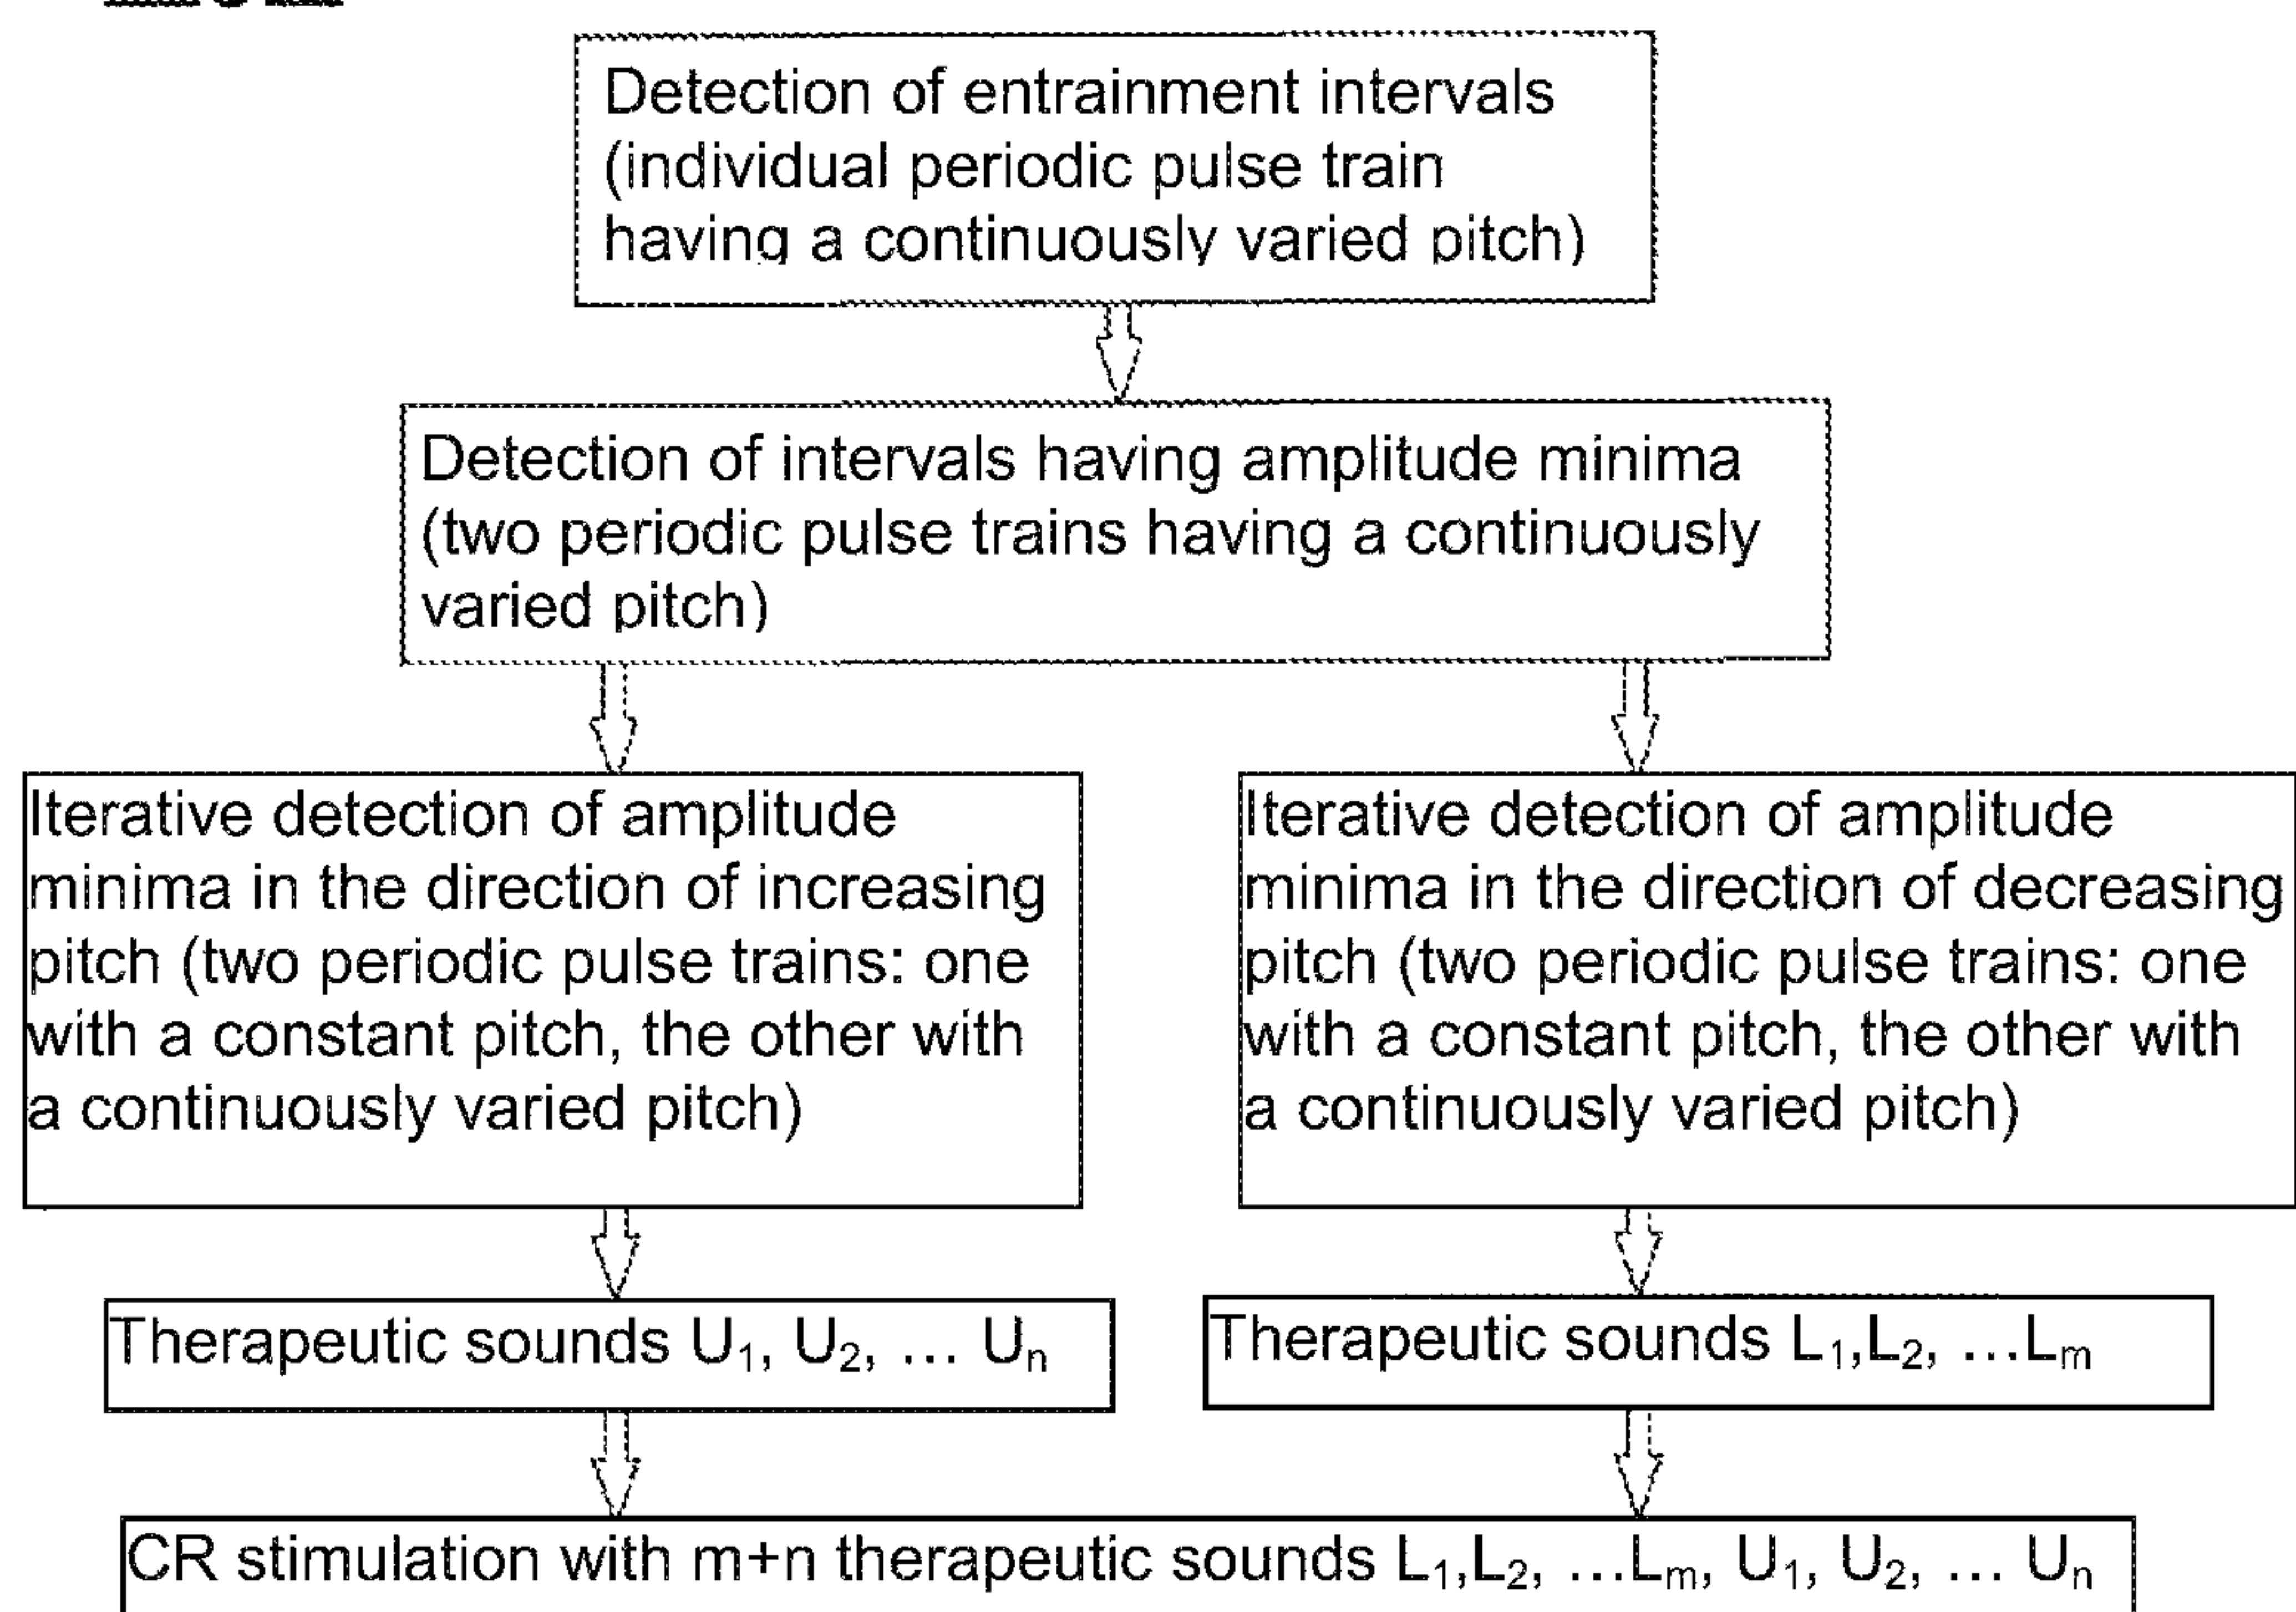 Detection of entrainment intervals
(individual periodic pulse train
having a continuously varied pitch)
Detection of intervals having amplitude minima
(two periodic pulse trains having a continuously
varied pitch)
Iterative detection of amplitude
minima in the direction of increasing
pitch (two periodic pulse trains: one
with a constant pitch, the other with
a continuously varied pitch)
Iterative detection of amplitude
minima in the direction of decreasing
pitch (two periodic pulse trains: one
with a constant pitch, the other with
a continuously varied pitch)
Therapeutic sounds U₁, U₂, … Uₙ
Therapeutic sounds L₁,L₂, …Lₘ
CR stimulation with m+n therapeutic sounds L₁,L₂, …Lₘ, U₁, U₂, … Uₙ